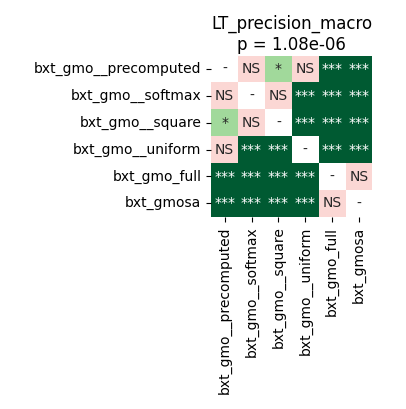 LT_precision_macro
p = 1.08e-06
bxt_gmo__precomputed - NS * NS *** ***
bxt_gmo__softmax NS - NS *** *** ***
bxt_gmo__square * NS - *** *** ***
bxt_gmo__uniform NS *** *** - *** ***
bxt_gmo_full *** *** *** *** - NS
bxt_gmosa *** *** *** *** NS -
bxt_gmo__precomputed
bxt_gmo__softmax
bxt_gmo__square
bxt_gmo__uniform
bxt_gmo_full
bxt_gmosa